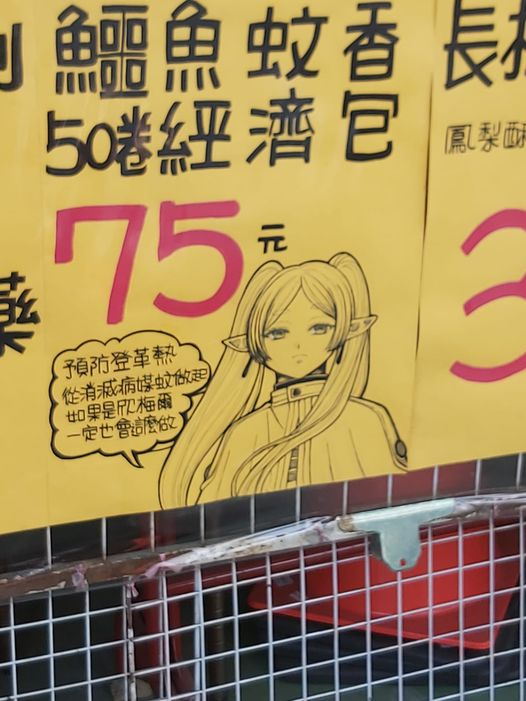 鱷魚蚊香
50卷經濟包
75元
預防登革熱
從消滅病媒蚊做起
如果是欣梅爾
一定也會這麼做
藥
長
鳳梨酥
3